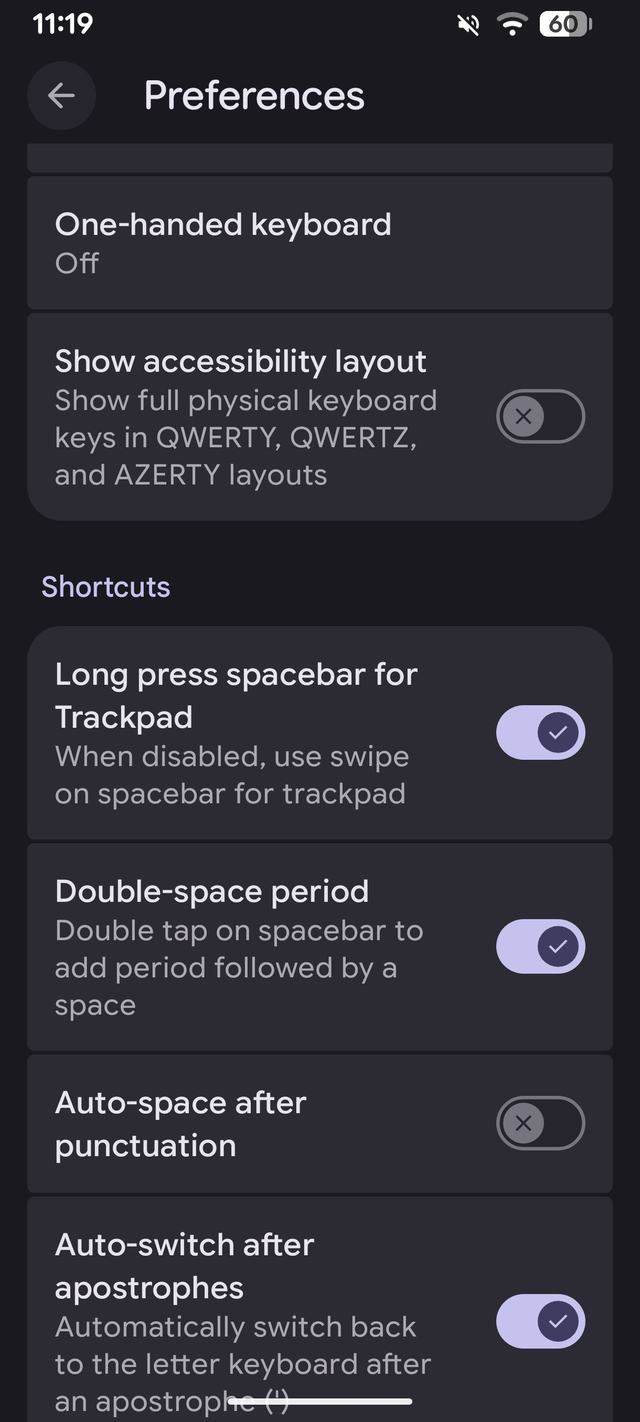 11:19
60
Preferences
One-handed keyboard
Off
Show accessibility layout
Show full physical keyboard
keys in QWERTY, QWERTZ,
and AZERTY layouts
Shortcuts
Long press spacebar for
Trackpad
When disabled, use swipe
on spacebar for trackpad
Double-space period
Double tap on spacebar to
add period followed by a
space
Auto-space after
punctuation
Auto-switch after
apostrophes
Automatically switch back
to the letter keyboard after
an apostrophe (')